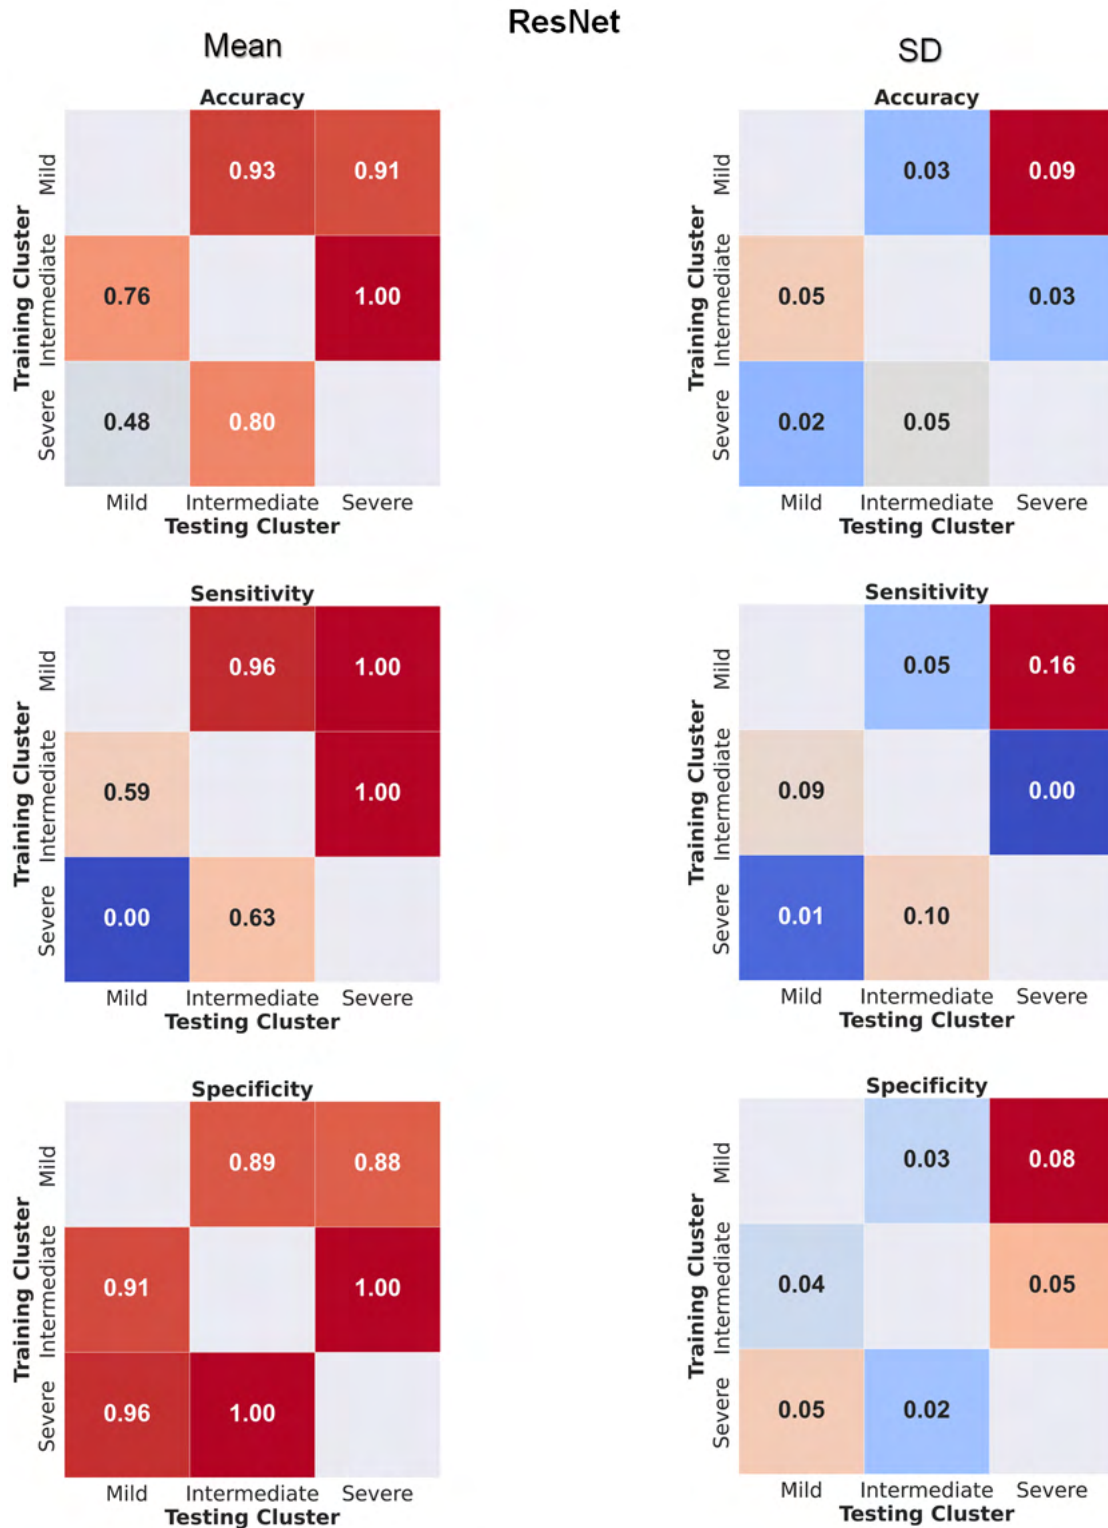 ResNet
Mean
SD
Accuracy
Training Cluster
Mild
0.93 0.91
Intermediate
0.76 1.00
Severe
0.48 0.80
Mild Intermediate Severe
Testing Cluster
Accuracy
Training Cluster
Mild
0.03 0.09
Intermediate
0.05 0.03
Severe
0.02 0.05
Mild Intermediate Severe
Testing Cluster
Sensitivity
Training Cluster
Mild
0.96 1.00
Intermediate
0.59 1.00
Severe
0.00 0.63
Mild Intermediate Severe
Testing Cluster
Sensitivity
Training Cluster
Mild
0.05 0.16
Intermediate
0.09 0.00
Severe
0.01 0.10
Mild Intermediate Severe
Testing Cluster
Specificity
Training Cluster
Mild
0.89 0.88
Intermediate
0.91 1.00
Severe
0.96 1.00
Mild Intermediate Severe
Testing Cluster
Specificity
Training Cluster
Mild
0.03 0.08
Intermediate
0.04 0.05
Severe
0.05 0.02
Mild Intermediate Severe
Testing Cluster